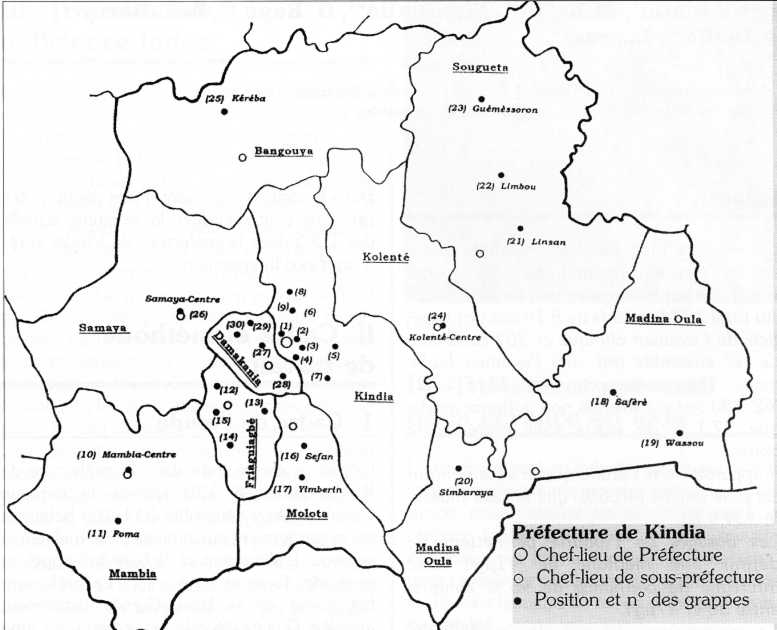 Sougueta
(25) Kéréba
(23) Guèmèssoron
Bangouya
(22) Limbou
(21) Linsan
Kolenté
(8)
Samaya-Centre
(26)
(9)
(6)
(24)
Kolenté-Centre
Madina Oula
Samaya
(30)
(29)
(1)
(2)
(3)
Damakania
(27)
(4)
(5)
(28)
(7)
(12)
Kindia
(18) Safèrè
(15)
(13)
(14)
Friaguiagbé
(19) Wassou
(10) Mambia-Centre
(16) Sefan
(20)
Simbaraya
(17) Yimberin
Molota
(11) Foma
Madina
Oula
Mambia
Préfecture de Kindia
Chef-lieu de Préfecture
Chef-lieu de sous-préfecture
Position et n° des grappes